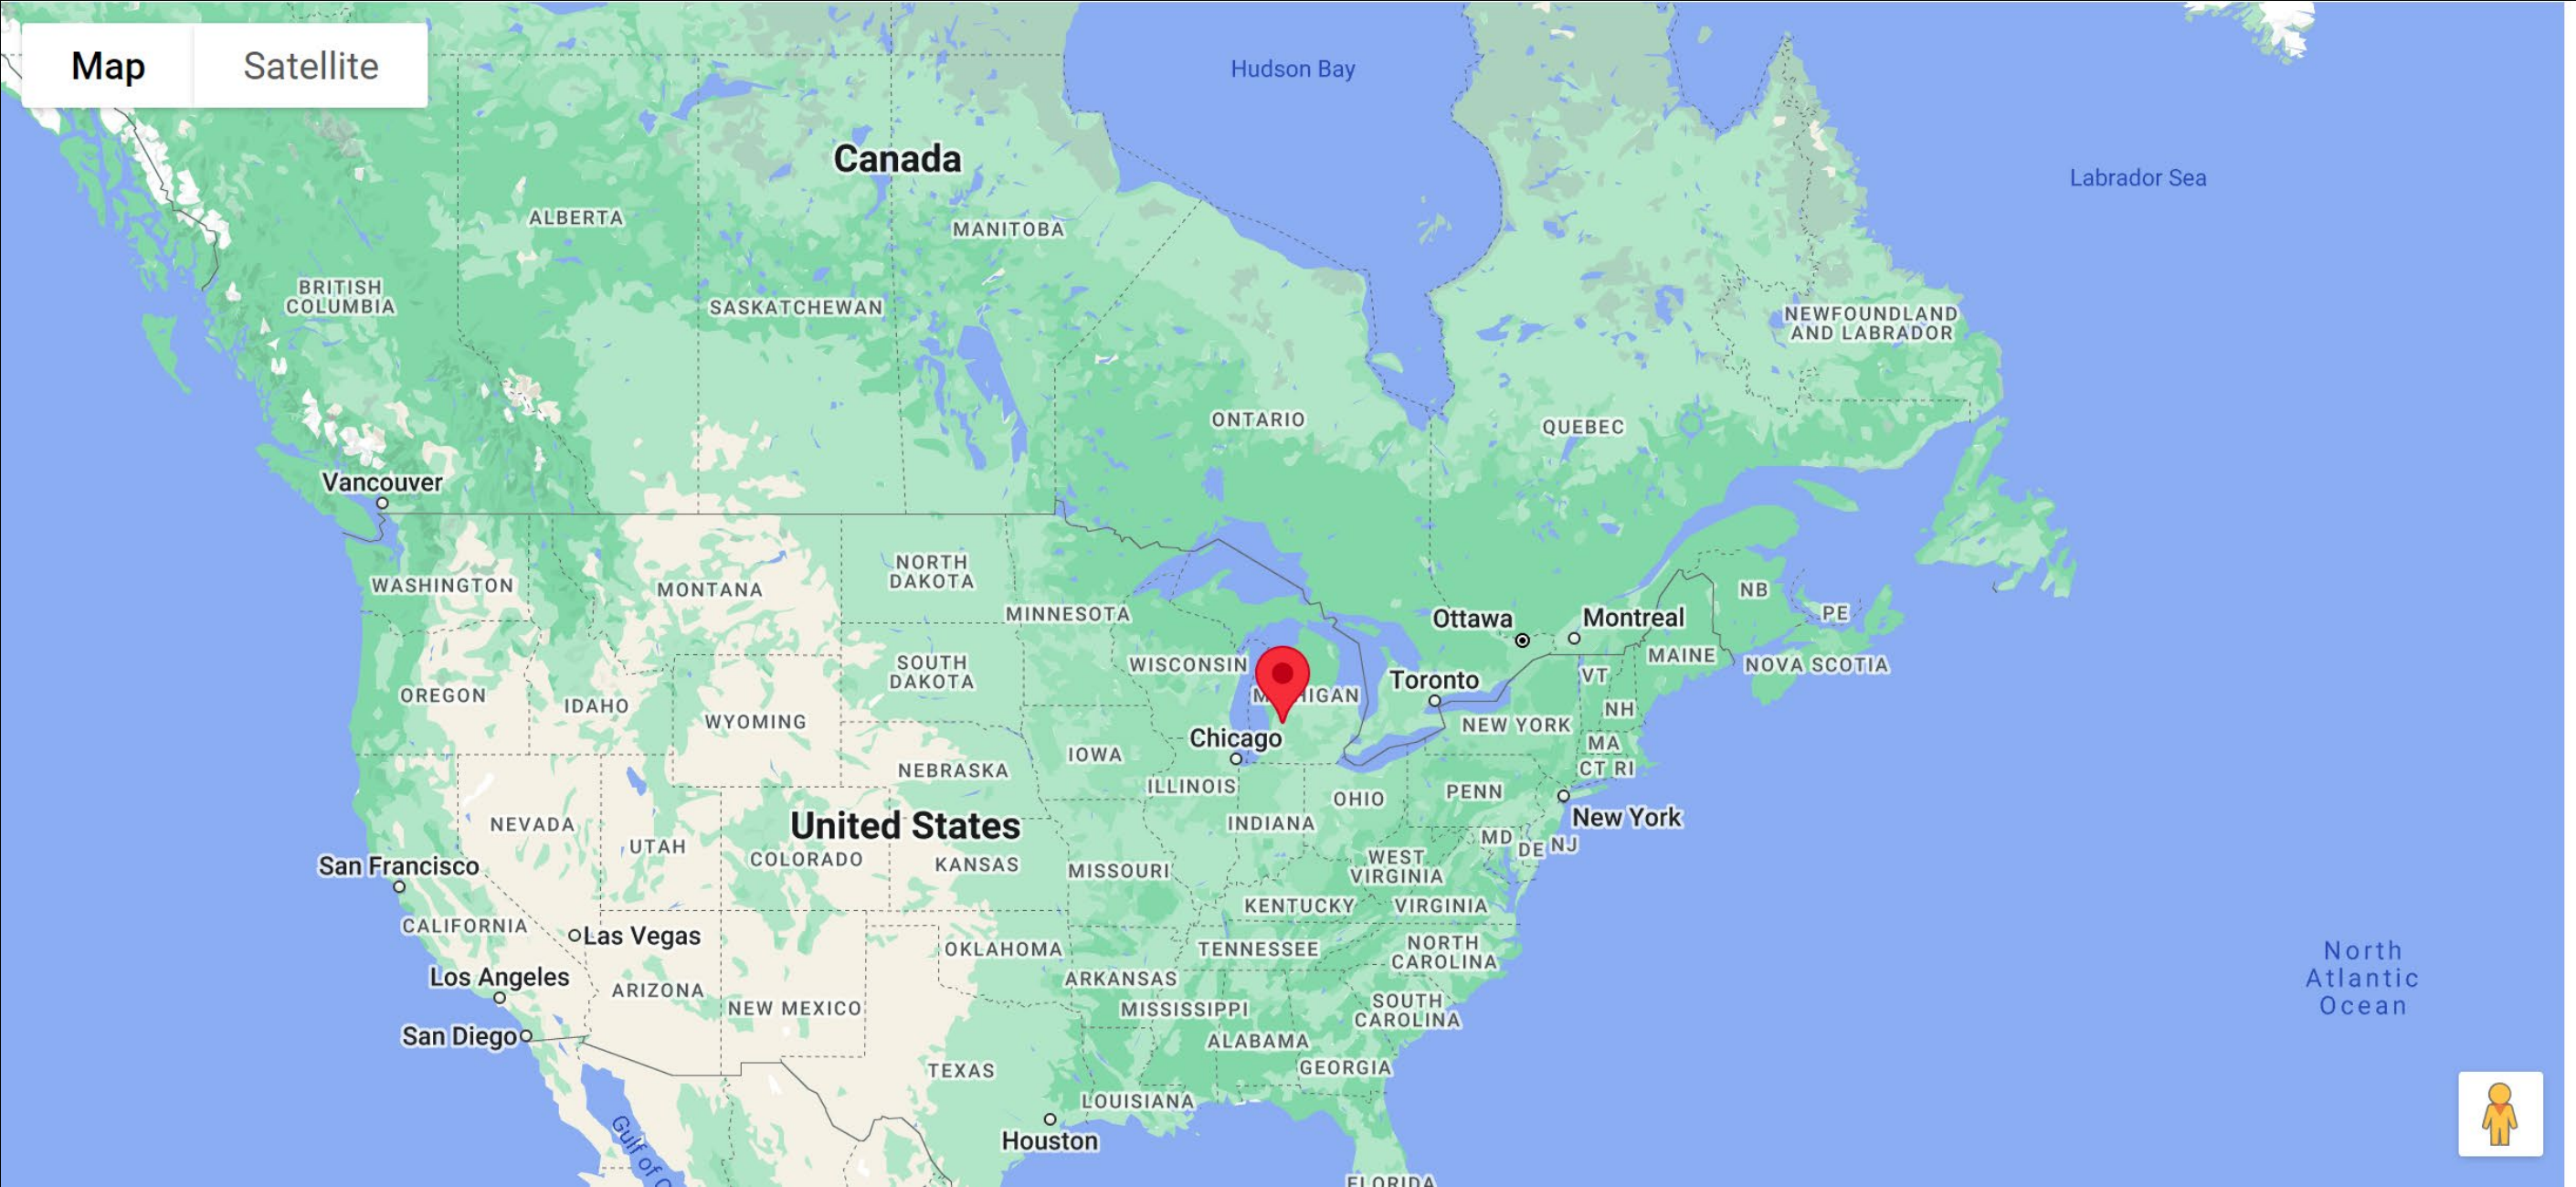 Map
Satellite
Hudson Bay
Labrador Sea
Canada
ALBERTA
MANITOBA
BRITISH
COLUMBIA
SASKATCHEWAN
NEWFOUNDLAND
AND LABRADOR
ONTARIO
QUEBEC
Vancouver
WASHINGTON
MONTANA
NORTH
DAKOTA
MINNESOTA
Ottawa
Montreal
NB
PE
OREGON
IDAHO
WYOMING
SOUTH
DAKOTA
WISCONSIN
Toronto
VT
MAINE
NOVA SCOTIA
NH
NEW YORK
MA
CT RI
Chicago
IOWA
NEBRASKA
ILLINOIS
OHIO
PENN
New York
NEVADA
UTAH
United States
COLORADO
KANSAS
MISSOURI
INDIANA
MD
DE
NJ
WEST
VIRGINIA
San Francisco
CALIFORNIA
Las Vegas
KENTUCKY
VIRGINIA
OKLAHOMA
TENNESSEE
NORTH
CAROLINA
North
Atlantic
Ocean
Los Angeles
ARIZONA
NEW MEXICO
ARKANSAS
MISSISSIPPI
SOUTH
CAROLINA
San Diego
ALABAMA
TEXAS
GEORGIA
LOUISIANA
Houston
Gulf of
FLORIDA